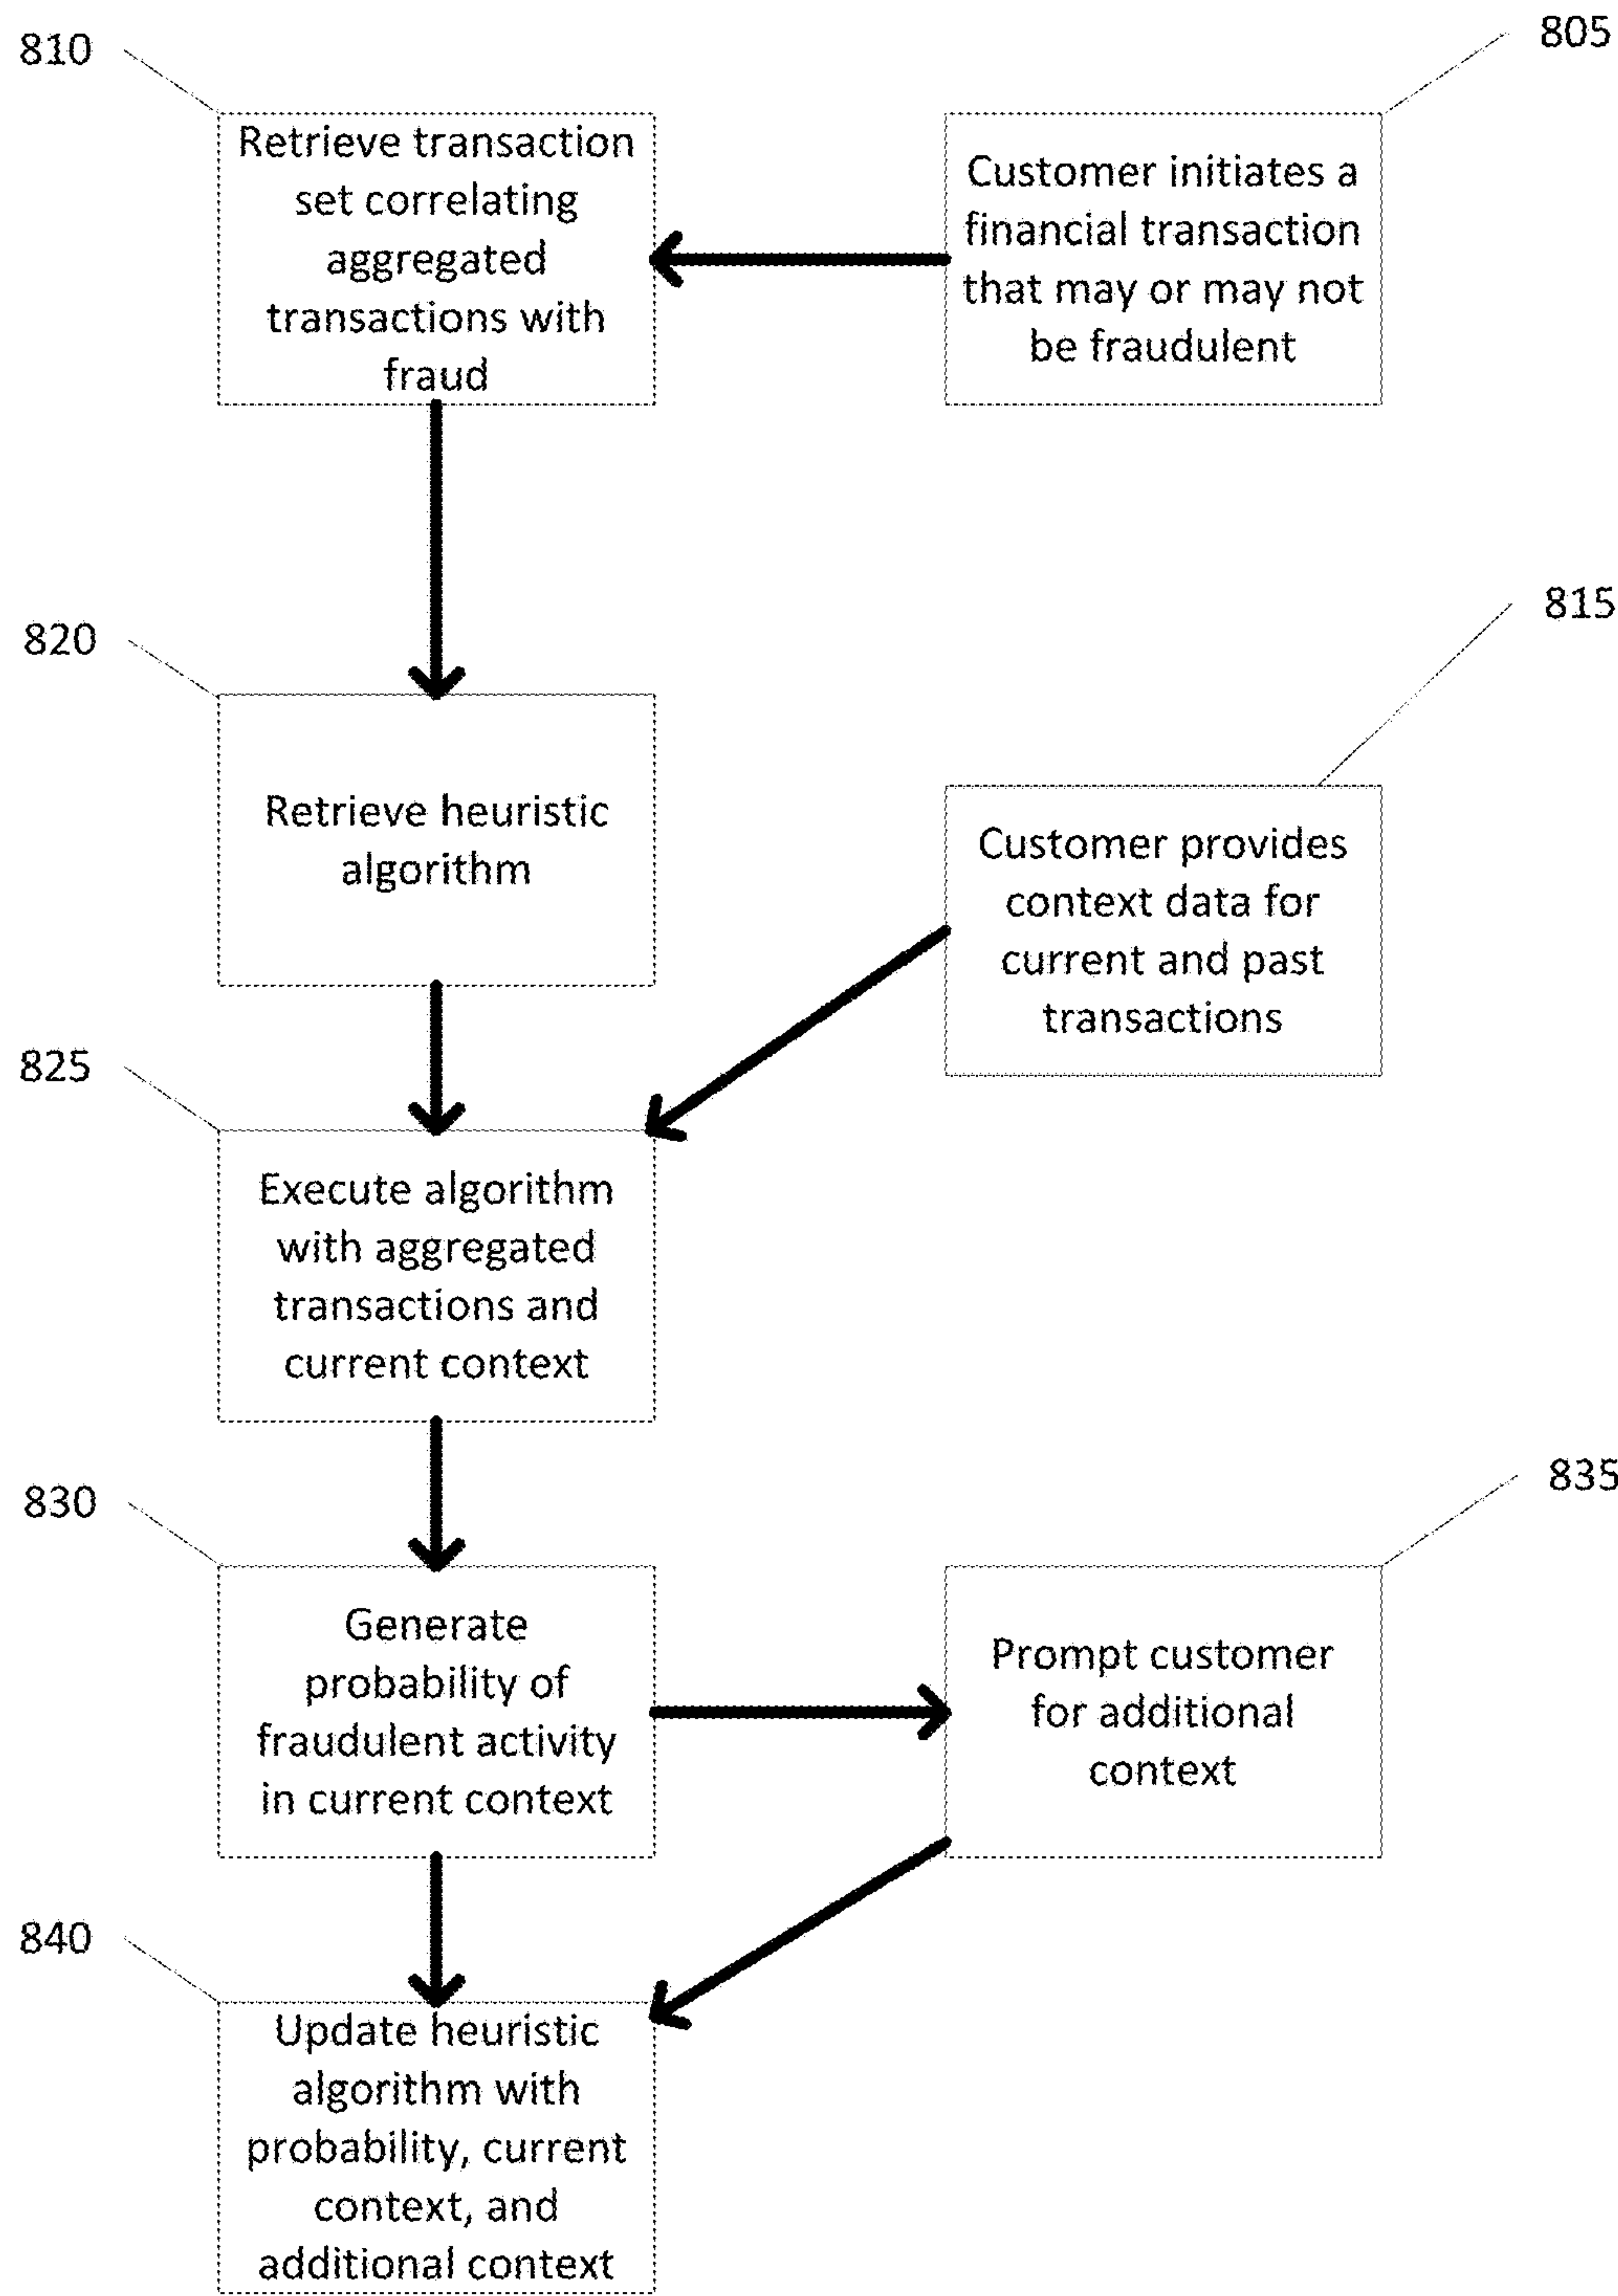 810
805
Retrieve transaction
set correlating
aggregated
transactions with
fraud
Customer initiates a
financial transaction
that may or may not
be fraudulent
820
815
Retrieve heuristic
algorithm
Customer provides
context data for
current and past
transactions
825
Execute algorithm
with aggregated
transactions and
current context
830
835
Generate
probability of
fraudulent activity
in current context
Prompt customer
for additional
context
840
Update heuristic
algorithm with
probability, current
context, and
additional context